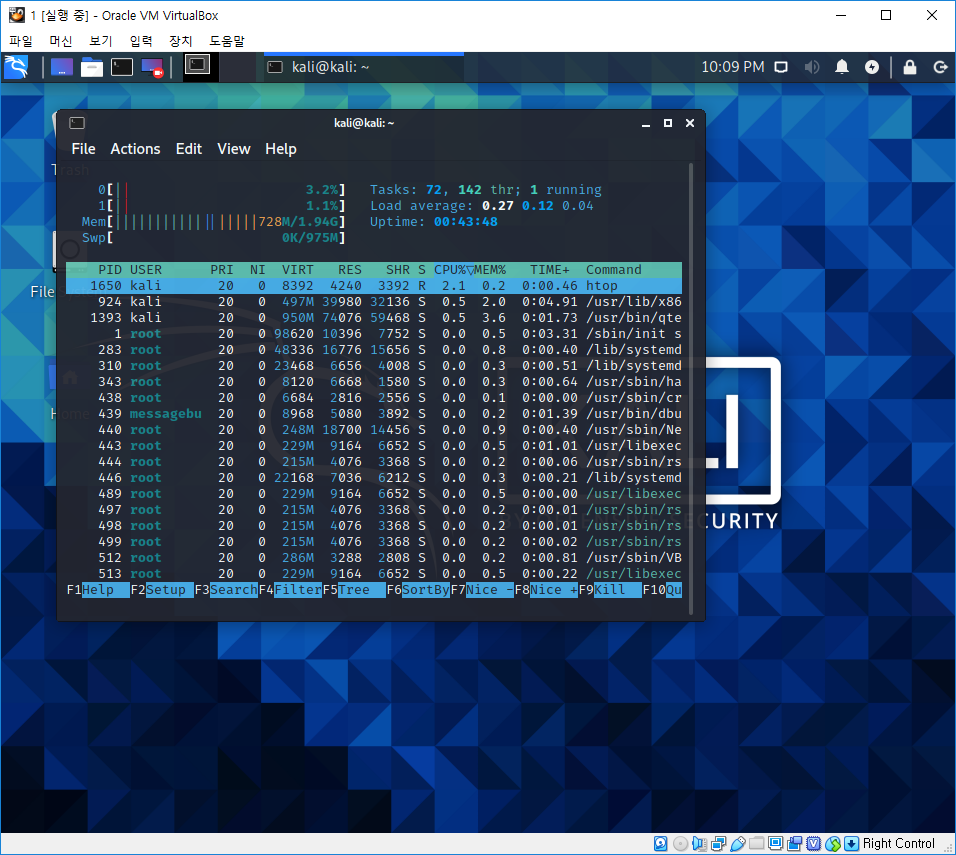 1 [실행 중] - Oracle VM VirtualBox
파일 머신 보기 입력 장치 도움말
kali@kali: ~ 10:09 PM
kali@kali: ~
File Actions Edit View Help
Trash
0[|| 3.2%] Tasks: 72, 142 thr; 1 running
1[| 1.1%] Load average: 0.27 0.12 0.04
Mem[||||||||||||||||||728M/1.94G] Uptime: 00:43:48
Swp[ 0K/975M]
PID USER PRI NI VIRT RES SHR S CPU%▽MEM% TIME+ Command
1650 kali 20 0 8392 4240 3392 R 2.1 0.2 0:00.46 htop
924 kali 20 0 497M 39980 32136 S 0.5 2.0 0:04.91 /usr/lib/x86
1393 kali 20 0 950M 74076 59468 S 0.5 3.6 0:01.73 /usr/bin/qte
1 root 20 0 98620 10396 7752 S 0.0 0.5 0:03.31 /sbin/init s
283 root 20 0 48336 16776 15656 S 0.0 0.8 0:00.40 /lib/systemd
310 root 20 0 23468 6656 4008 S 0.0 0.3 0:00.51 /lib/systemd
343 root 20 0 8120 6668 1580 S 0.0 0.3 0:00.64 /usr/sbin/ha
438 root 20 0 6684 2816 2556 S 0.0 0.1 0:00.00 /usr/sbin/cr
439 messagebu 20 0 8968 5080 3892 S 0.0 0.2 0:01.39 /usr/bin/dbu
440 root 20 0 248M 18700 14456 S 0.0 0.9 0:00.40 /usr/sbin/Ne
443 root 20 0 229M 9164 6652 S 0.0 0.5 0:01.01 /usr/libexec
444 root 20 0 215M 4076 3368 S 0.0 0.2 0:00.06 /usr/sbin/rs
446 root 20 0 22168 7036 6212 S 0.0 0.3 0:00.21 /lib/systemd
489 root 20 0 229M 9164 6652 S 0.0 0.5 0:00.00 /usr/libexec
497 root 20 0 215M 4076 3368 S 0.0 0.2 0:00.01 /usr/sbin/rs
498 root 20 0 215M 4076 3368 S 0.0 0.2 0:00.01 /usr/sbin/rs
499 root 20 0 215M 4076 3368 S 0.0 0.2 0:00.02 /usr/sbin/rs
512 root 20 0 286M 3288 2808 S 0.0 0.2 0:00.81 /usr/sbin/VB
513 root 20 0 229M 9164 6652 S 0.0 0.5 0:00.22 /usr/libexec
F1Help F2Setup F3Search F4Filter F5Tree F6SortBy F7Nice - F8Nice + F9Kill F10Qu
File
LI
CURITY
Right Control